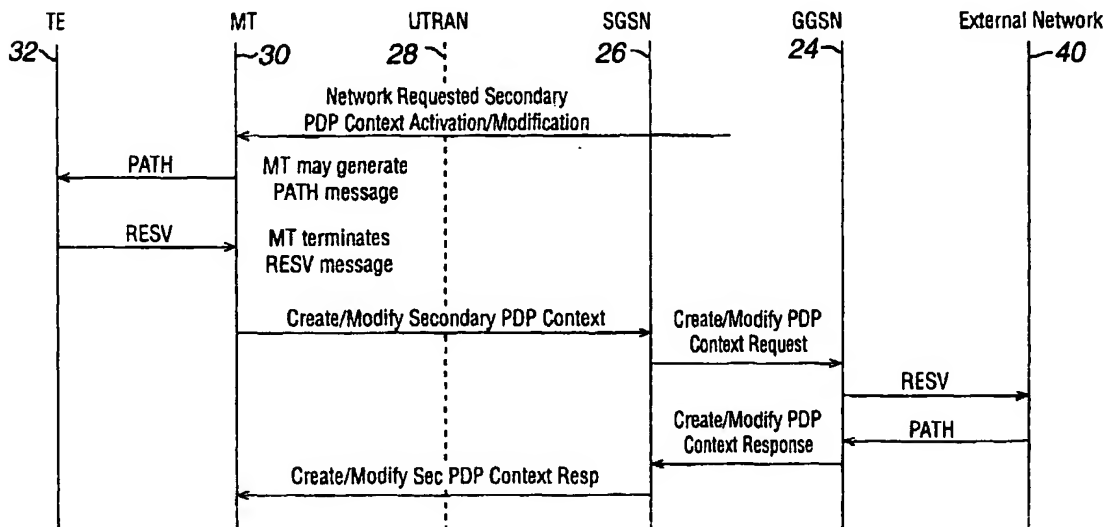 TE MT UTRAN SGSN GGSN External Network
32 30 28 26 24 40
Network Requested Secondary
PDP Context Activation/Modification
PATH
MT may generate
PATH message
RESV
MT terminates
RESV message
Create/Modify Secondary PDP Context
Create/Modify PDP
Context Request
RESV
Create/Modify PDP
Context Response
PATH
Create/Modify Sec PDP Context Resp